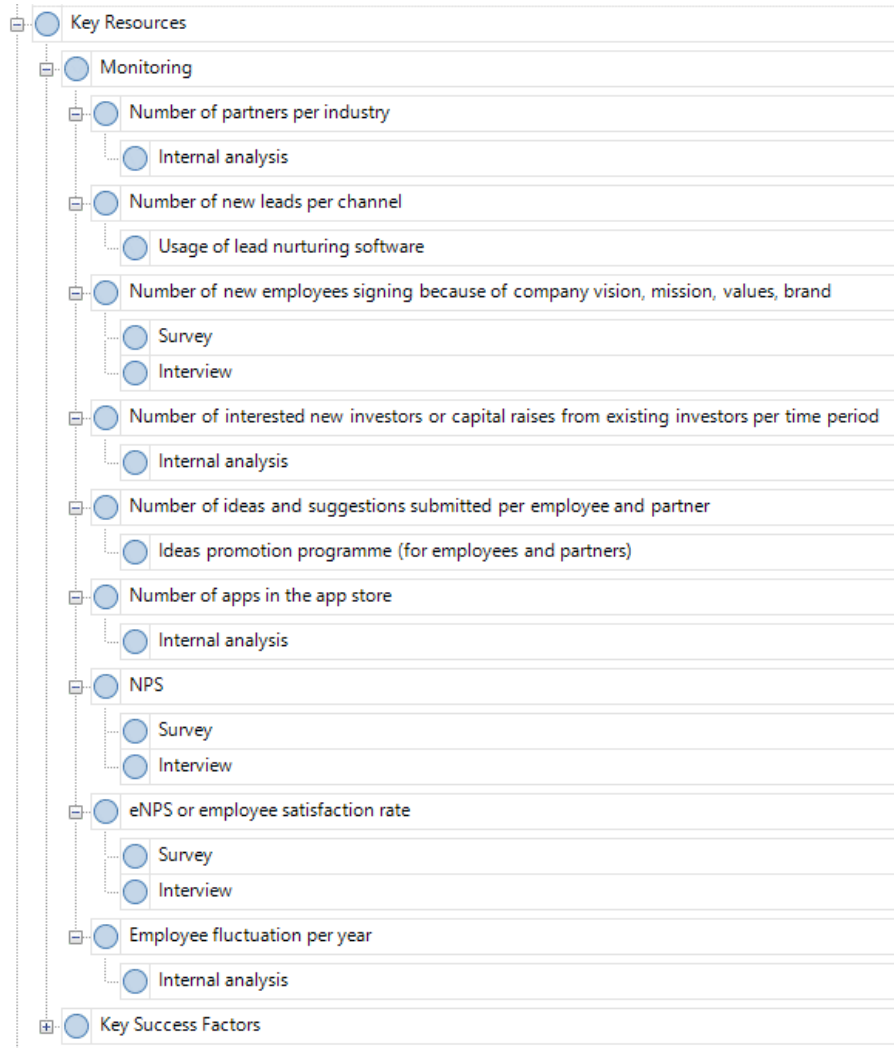 Key Resources
Monitoring
Number of partners per industry
Internal analysis
Number of new leads per channel
Usage of lead nurturing software
Number of new employees signing because of company vision, mission, values, brand
Survey
Interview
Number of interested new investors or capital raises from existing investors per time period
Internal analysis
Number of ideas and suggestions submitted per employee and partner
Ideas promotion programme (for employees and partners)
Number of apps in the app store
Internal analysis
NPS
Survey
Interview
eNPS or employee satisfaction rate
Survey
Interview
Employee fluctuation per year
Internal analysis
Key Success Factors